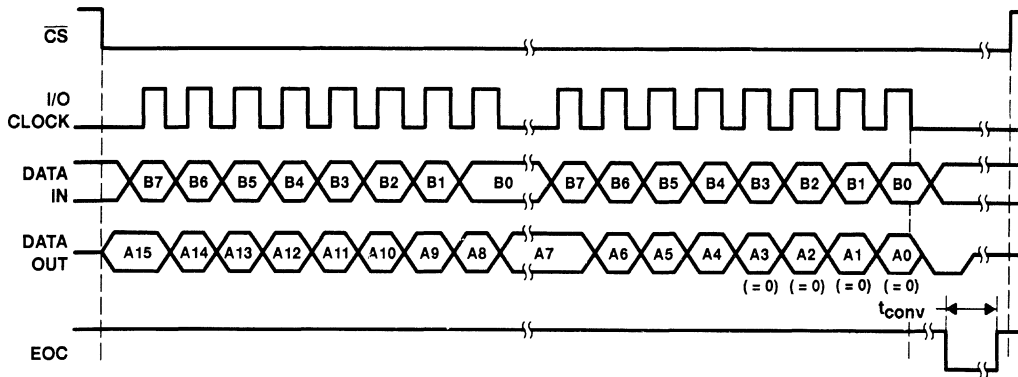 CS
I/O
CLOCK
DATA
IN
B7 B6 B5 B4 B3 B2 B1 B0 B7 B6 B5 B4 B3 B2 B1 B0
DATA
OUT
A15 A14 A13 A12 A11 A10 A9 A8 A7 A6 A5 A4 A3 A2 A1 A0
(=0) (=0) (=0) (=0)
tconv
EOC